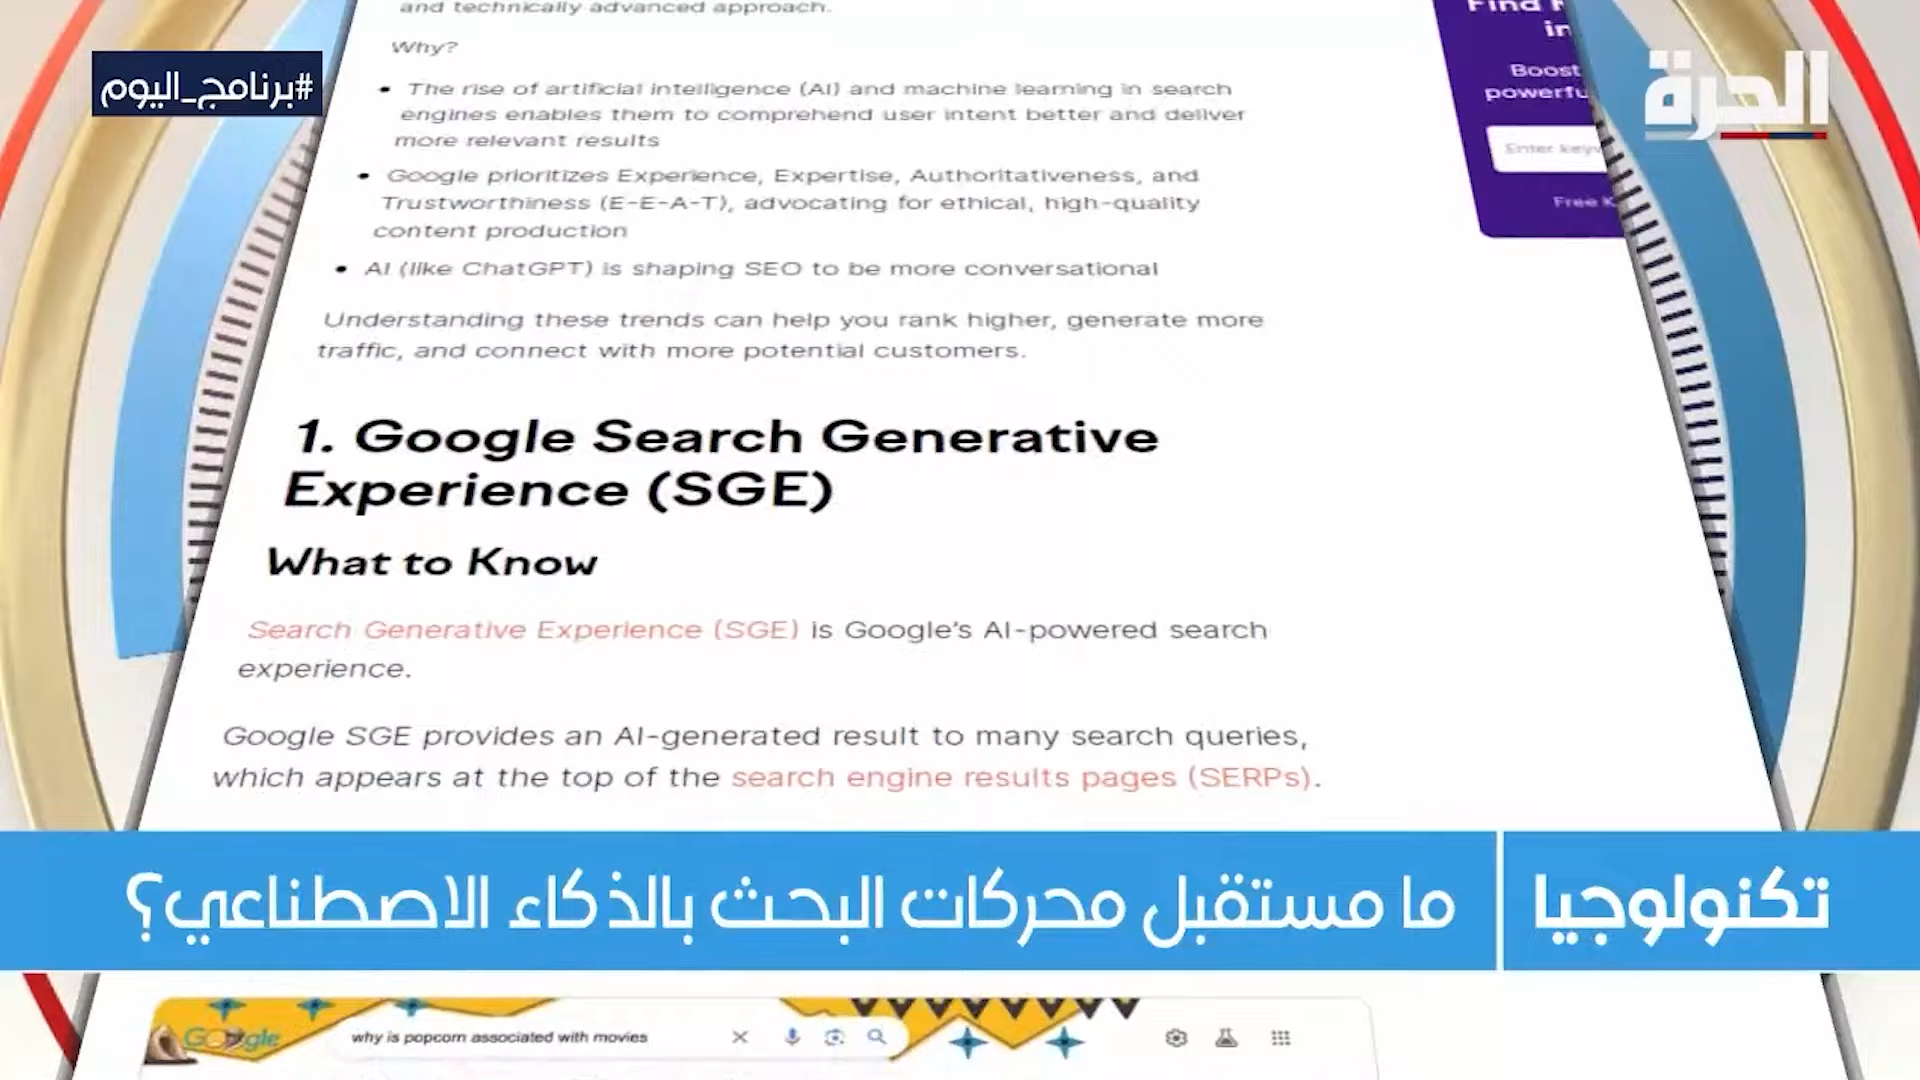 and technically advanced approach.
#برنامج_اليوم
الحرة
Why?
• The rise of artificial intelligence (AI) and machine learning in search
engines enables them to comprehend user intent better and deliver
more relevant results
• Google prioritizes Experience, Expertise, Authoritativeness, and
Trustworthiness (E-E-A-T), advocating for ethical, high-quality
content production
• AI (like ChatGPT) is shaping SEO to be more conversational
Understanding these trends can help you rank higher, generate more
traffic, and connect with more potential customers.
Find
in
Boost
powerfu
Enter keyw
Free K
1. Google Search Generative
Experience (SGE)
What to Know
Search Generative Experience (SGE) is Google's AI-powered search
experience.
Google SGE provides an AI-generated result to many search queries,
which appears at the top of the search engine results pages (SERPs).
تكنولوجيا
ما مستقبل محركات البحث بالذكاء الاصطناعي؟
Google
why is popcorn associated with movies